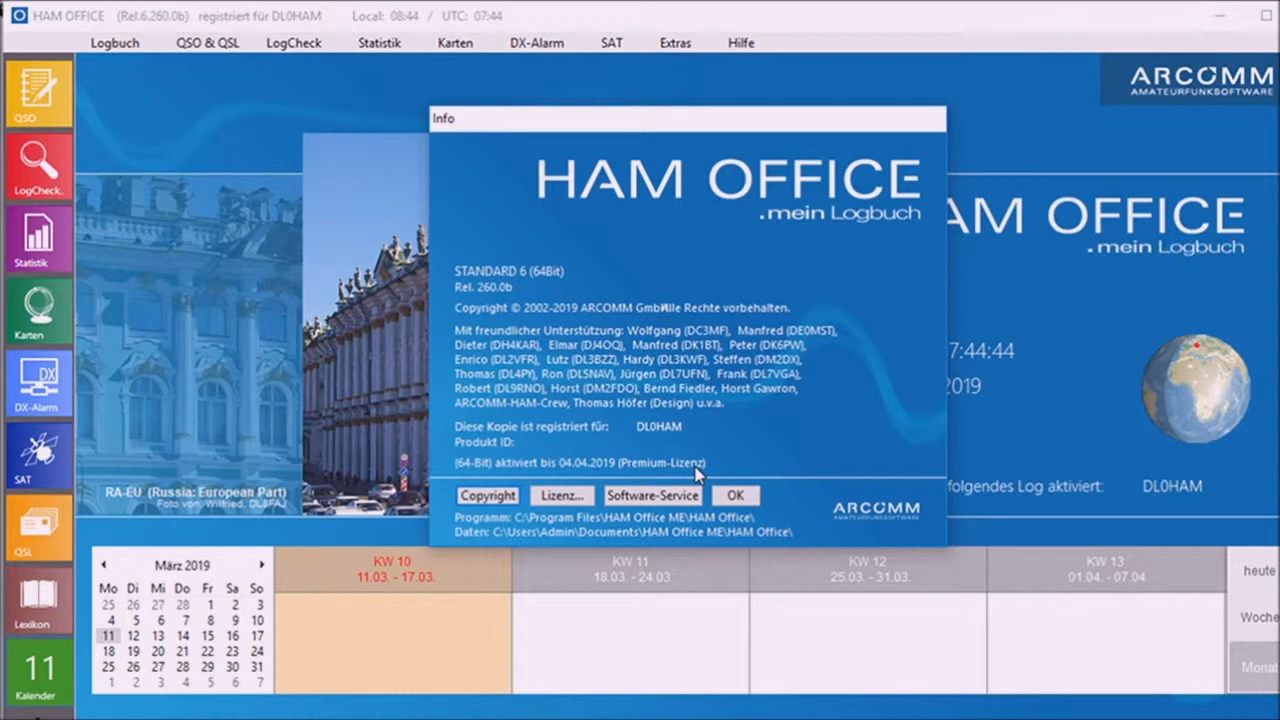 HAM OFFICE (Rel.6.260.0b) registriert für DL0HAM Local: 08:44 / UTC: 07:44
Logbuch QSO & QSL LogCheck Statistik Karten DX-Alarm SAT Extras Hilfe
QSO
LogCheck..
Statistik
Karten
DX
DX-Alarm
SAT
QSL
Lexikon
11
Kalender
ARCOMM
AMATEURFUNKSOFTWARE
Info
HAM OFFICE
.mein Logbuch
STANDARD 6 (64Bit)
Rel. 260.0b
Copyright © 2002-2019 ARCOMM GmbH Alle Rechte vorbehalten.
Mit freundlicher Unterstützung: Wolfgang (DC3MF), Manfred (DE0MST),
Dieter (DH4KAR), Elmar (DJ4OQ), Manfred (DK1BT), Peter (DK6PW),
Enrico (DL2VFR), Lutz (DL3BZZ), Hardy (DL3KWF), Steffen (DM2DX),
Thomas (DL4PY), Ron (DL5NAV), Jürgen (DL7UFN), Frank (DL7VGA),
Robert (DL9RNO), Horst (DM2FDO), Bernd Fiedler, Horst Gawron,
ARCOMM-HAM-Crew, Thomas Höfer (Design) u.v.a.
Diese Kopie ist registriert für: DL0HAM
Produkt ID:
(64-Bit) aktiviert bis 04.04.2019 (Premium-Lizenz)
Copyright Lizenz... Software-Service OK
Programm: C:\Program Files\HAM Office ME\HAM Office\
Daten: C:\Users\Admin\Documents\HAM Office ME\HAM Office\
ARCOMM
AMATEURFUNKSOFTWARE
AM OFFICE
.mein Logbuch
7:44:44
2019
folgendes Log aktiviert: DL0HAM
RA-EU (Russia: European Part)
Foto von: Wilfried, DL8FAJ
März 2019
Mo Di Mi Do Fr Sa So
25 26 27 28 1 2 3
4 5 6 7 8 9 10
11 12 13 14 15 16 17
18 19 20 21 22 23 24
25 26 27 28 29 30 31
1 2 3 4 5 6 7
KW 10
11.03. - 17.03.
KW 11
18.03. - 24.03.
KW 12
25.03. - 31.03.
KW 13
01.04. - 07.04.
heute
Woche
Monat